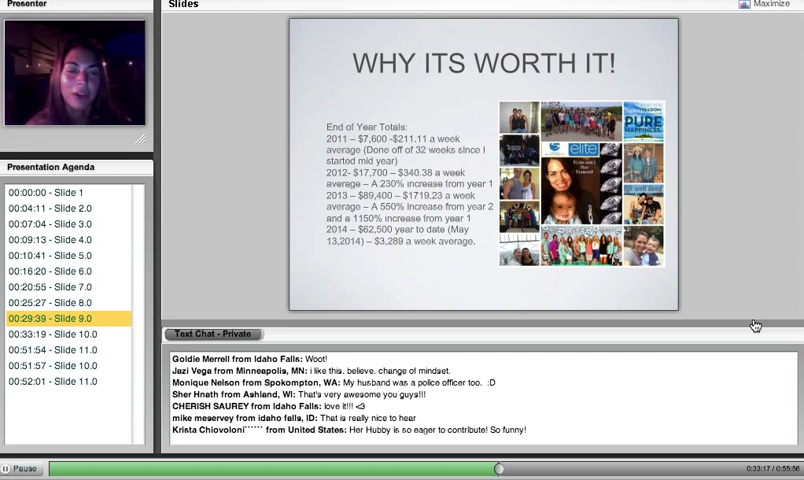 Presenter
Slides
Maximize
WHY ITS WORTH IT!
End of Year Totals:
2011 – $7,600 -$211.11 a week
average (Done off of 32 weeks since I
started mid year)
2012- $17,700 – $340.38 a week
average – A 230% increase from year 1
2013 – $89,400 – $1719.23 a week
average – A 550% Increase from year 2
and a 1150% increase from year 1
2014 – $62,500 year to date (May
13,2014) – $3,289 a week average.
PURE
HAPPINESS.
elite
life well lived
Presentation Agenda
00:00:00 - Slide 1
00:04:11 - Slide 2.0
00:07:04 - Slide 3.0
00:09:13 - Slide 4.0
00:10:41 - Slide 5.0
00:16:20 - Slide 6.0
00:20:55 - Slide 7.0
00:25:27 - Slide 8.0
00:29:39 - Slide 9.0
00:33:19 - Slide 10.0
00:51:54 - Slide 11.0
00:51:57 - Slide 10.0
00:52:01 - Slide 11.0
Text Chat - Private
Goldie Merrell from Idaho Falls: Woot!
Jazi Vega from Minneapolis, MN: i like this. believe. change of mindset.
Monique Nelson from Spokompton, WA: My husband was a police officer too. :D
Sher Hnath from Ashland, WI: That's very awesome you guys!!!
CHERISH SAUREY from Idaho Falls: love it!!! <3
mike meservey from idaho falls, ID: That is really nice to hear
Krista Chiovoloni`````` from United States: Her Hubby is so eager to contribute! So funny!
Pause
0:33:17 / 0:55:56